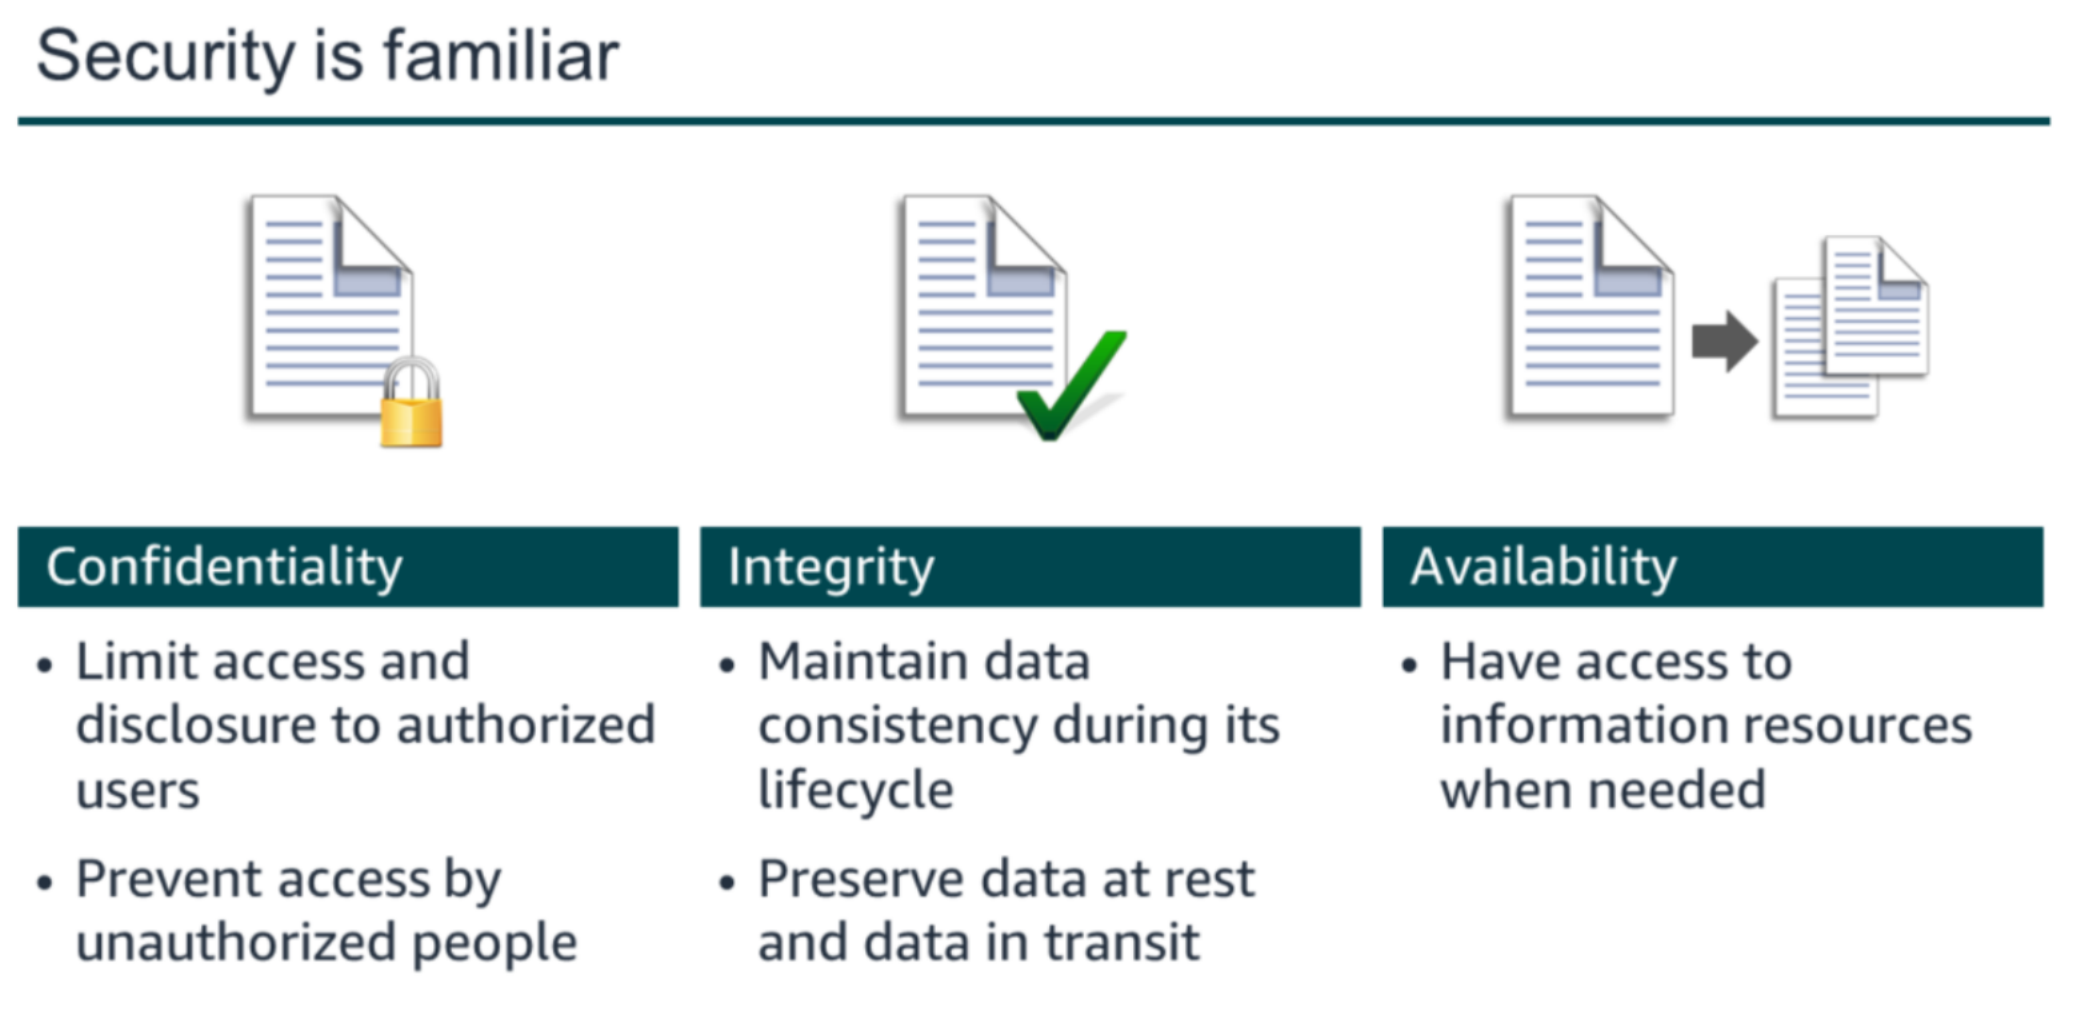 Security is familiar
Confidentiality
• Limit access and
disclosure to authorized
users
• Prevent access by
unauthorized people
Integrity
• Maintain data
consistency during its
lifecycle
• Preserve data at rest
and data in transit
Availability
• Have access to
information resources
when needed